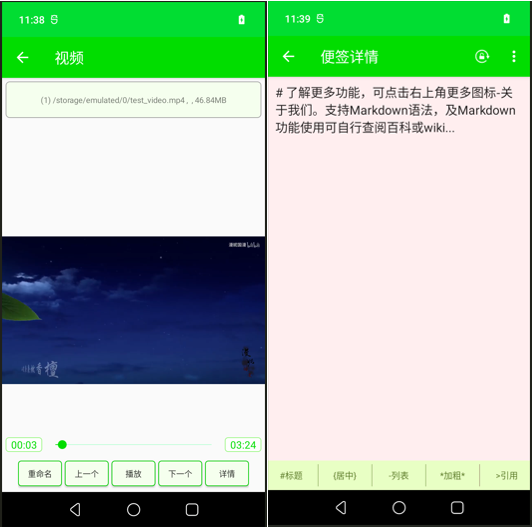 11:38
视频
(1) /storage/emulated/0/test_video.mp4 , , 46.84MB
00:03
03:24
重命名
上一个
播放
下一个
详情
11:39
便签详情
# 了解更多功能，可点击右上角更多图标-关
于我们。支持Markdown语法，及Markdown
功能使用可自行查阅百科或wiki...
#标题
{居中}
-列表
*加粗*
>引用